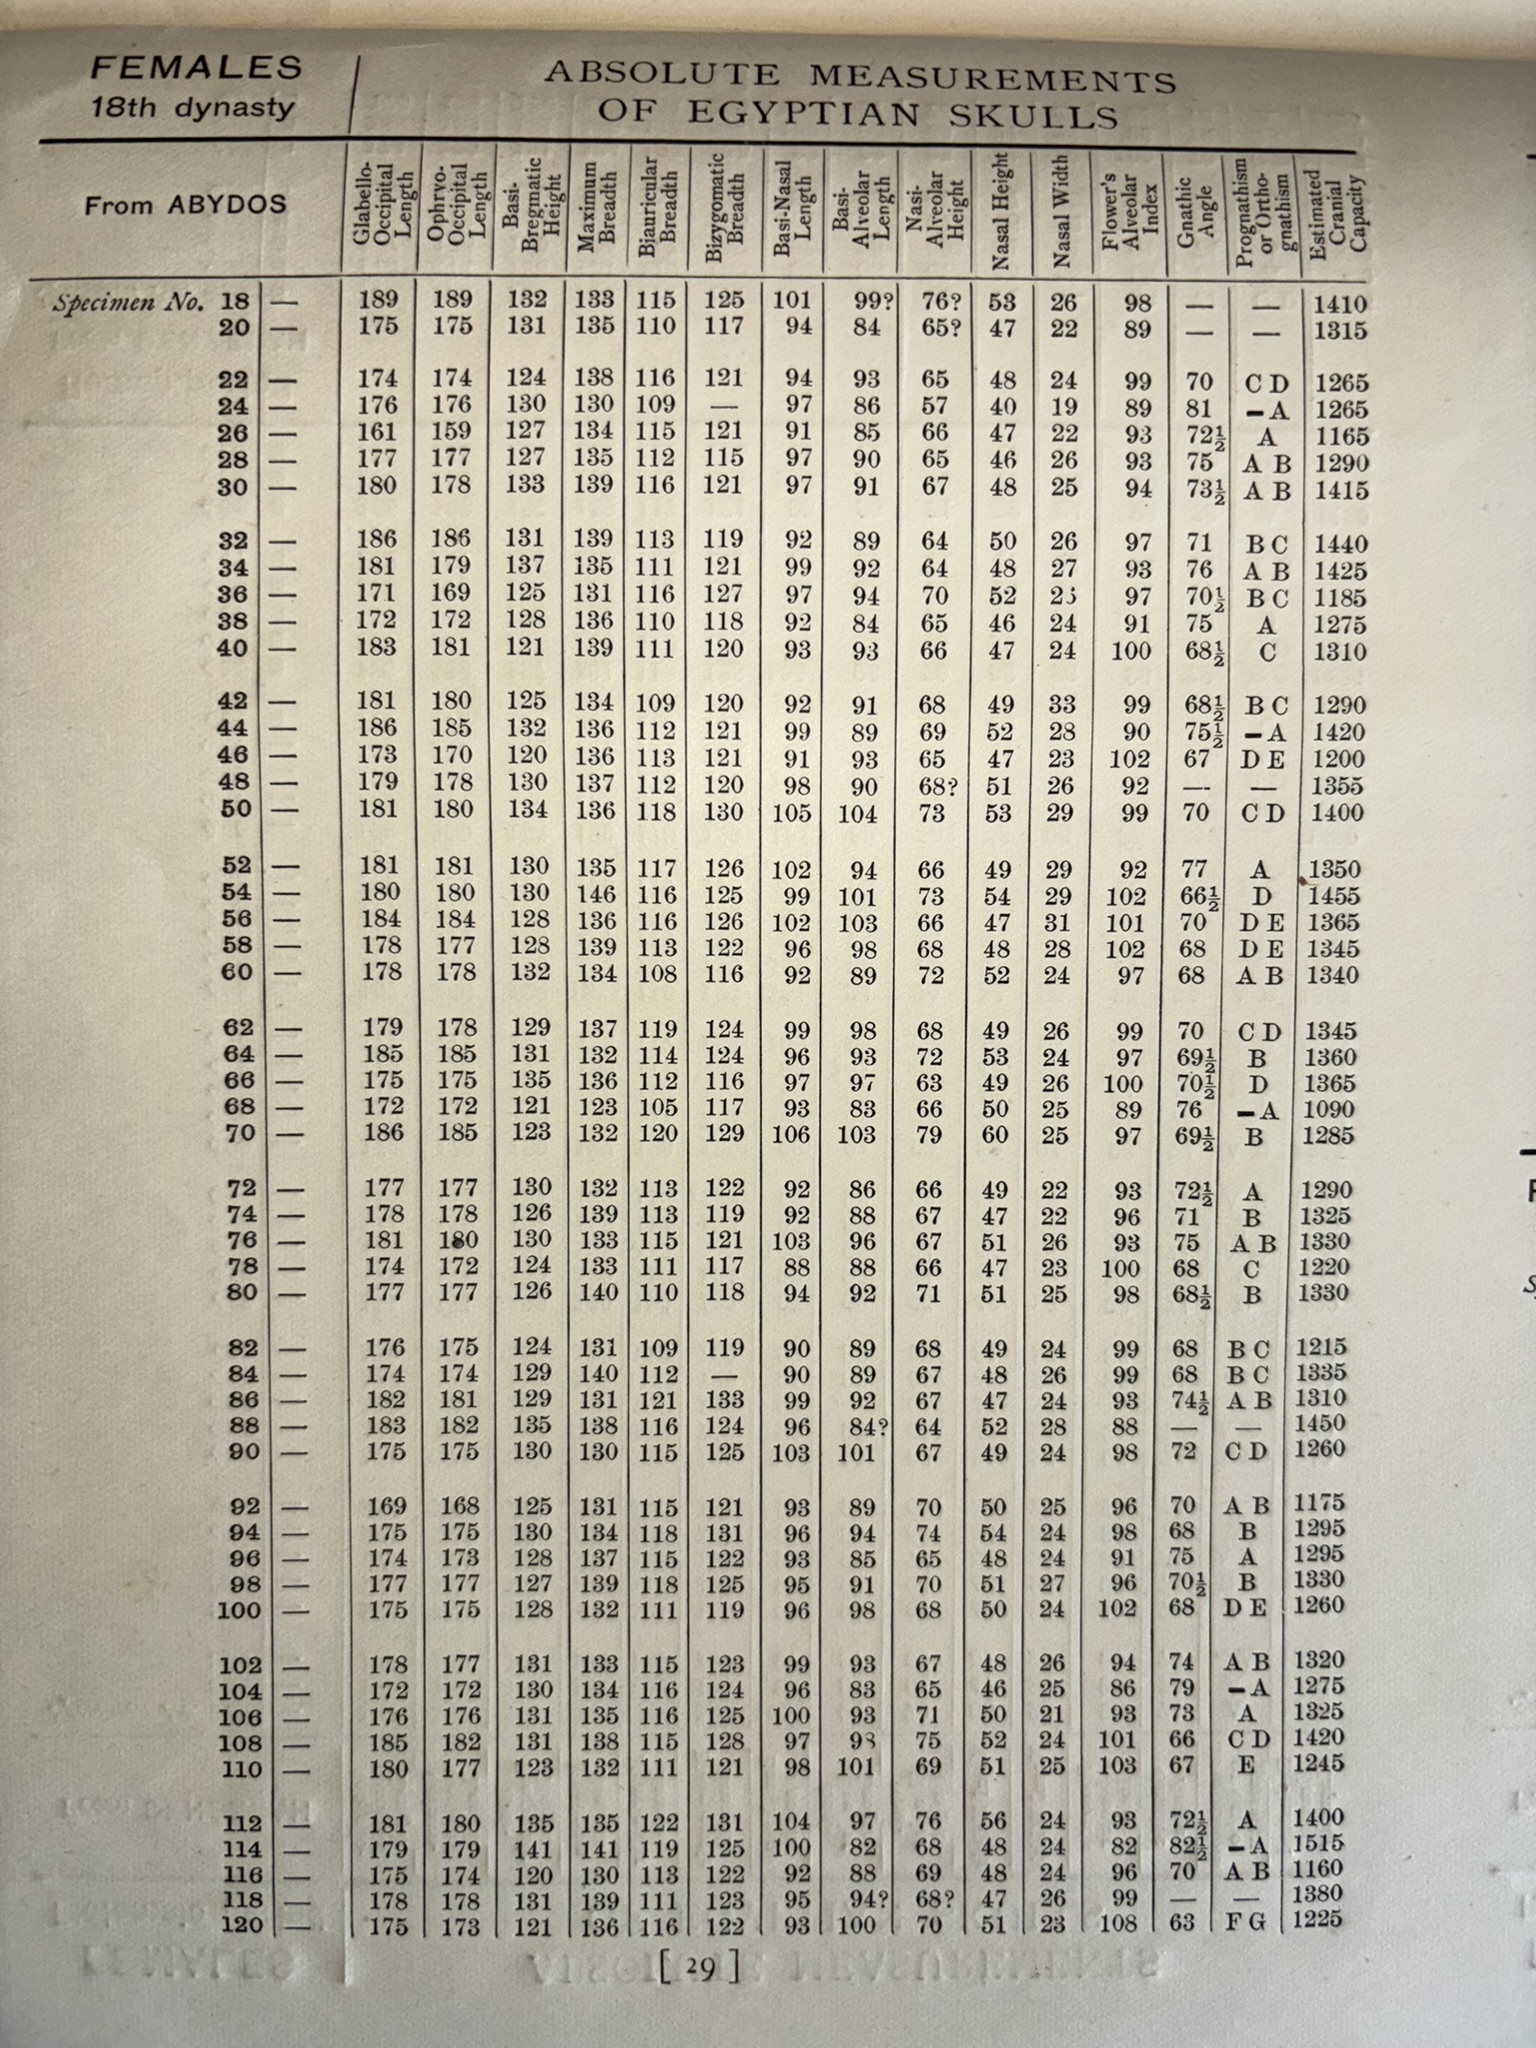 FEMALES
18th dynasty
ABSOLUTE MEASUREMENTS
OF EGYPTIAN SKULLS
From ABYDOS
Glabello-Occipital Length
Ophryo-Occipital Length
Basi-Bregmatic Height
Maximum Breadth
Biauricular Breadth
Bizygomatic Breadth
Basi-Nasal Length
Basi-Alveolar Length
Nasi-Alveolar Height
Nasal Height
Nasal Width
Flower's Alveolar Index
Gnathic Angle
Prognathism or Ortho-gnathism
Estimated Cranial Capacity
Specimen No. 18 — 189 189 132 133 115 125 101 99? 76? 53 26 98 — — 1410
20 — 175 175 131 135 110 117 94 84 65? 47 22 89 — — 1315
22 — 174 174 124 138 116 121 94 93 65 48 24 99 70 C D 1265
24 — 176 176 130 130 109 — 97 86 57 40 19 89 81 –A 1265
26 — 161 159 127 134 115 121 91 85 66 47 22 93 72½ A 1165
28 — 177 177 127 135 112 115 97 90 65 46 26 93 75 A B 1290
30 — 180 178 133 139 116 121 97 91 67 48 25 94 73½ A B 1415
32 — 186 186 131 139 113 119 92 89 64 50 26 97 71 B C 1440
34 — 181 179 137 135 111 121 99 92 64 48 27 93 76 A B 1425
36 — 171 169 125 131 116 127 97 94 70 52 97 70½ B C 1185
38 — 172 172 128 136 110 118 92 84 65 46 24 91 75 A 1275
40 — 183 181 121 139 111 120 93 93 66 47 24 100 68½ C 1310
42 — 181 180 125 134 109 120 92 91 68 49 33 99 68½ B C 1290
44 — 186 185 132 136 112 121 99 89 69 52 28 90 75½ –A 1420
46 — 173 170 120 136 113 121 91 93 65 47 23 102 67 D E 1200
48 — 179 178 130 137 112 120 98 90 68? 51 26 92 — — 1355
50 — 181 180 134 136 118 130 105 104 73 53 29 99 70 C D 1400
52 — 181 181 130 135 117 126 102 94 66 49 29 92 77 A 1350
54 — 180 180 130 146 116 125 99 101 73 54 29 102 66½ D 1455
56 — 184 184 128 136 116 126 102 103 66 47 31 101 70 D E 1365
58 — 178 177 128 139 113 122 96 98 68 48 28 102 68 D E 1345
60 — 178 178 132 134 108 116 92 89 72 52 24 97 68 A B 1340
62 — 179 178 129 137 119 124 99 98 68 49 26 99 70 C D 1345
64 — 185 185 131 132 114 124 96 93 72 53 24 97 69½ B 1360
66 — 175 175 135 136 112 116 97 97 63 49 26 100 70½ D 1365
68 — 172 172 121 123 105 117 93 83 66 50 25 89 76 –A 1090
70 — 186 185 123 132 120 129 106 103 79 60 25 97 69½ B 1285
72 — 177 177 130 132 113 122 92 86 66 49 22 93 72½ A 1290
74 — 178 178 126 139 113 119 92 88 67 47 22 96 71 B 1325
76 — 181 180 130 133 115 121 103 96 67 51 26 93 75 A B 1330
78 — 174 172 124 133 111 117 88 88 66 47 23 100 68 C 1220
80 — 177 177 126 140 110 118 94 92 71 51 25 98 68½ B 1330
82 — 176 175 124 131 109 119 90 89 68 49 24 99 68 B C 1215
84 — 174 174 129 140 112 — 90 89 67 48 26 99 68 B C 1335
86 — 182 181 129 131 121 133 99 92 67 47 24 93 74½ A B 1310
88 — 183 182 135 138 116 124 96 84? 64 52 28 88 — — 1450
90 — 175 175 130 130 115 125 103 101 67 49 24 98 72 C D 1260
92 — 169 168 125 131 115 121 93 89 70 50 25 96 70 A B 1175
94 — 175 175 130 134 118 131 96 94 74 54 24 98 68 B 1295
96 — 174 173 128 137 115 122 93 85 65 48 24 91 75 A 1295
98 — 177 177 127 139 118 125 95 91 70 51 27 96 70½ B 1330
100 — 175 175 128 132 111 119 96 98 68 50 24 102 68 D E 1260
102 — 178 177 131 133 115 123 99 93 67 48 26 94 74 A B 1320
104 — 172 172 130 134 116 124 96 83 65 46 25 86 79 –A 1275
106 — 176 176 131 135 116 125 100 93 71 50 21 93 73 A 1325
108 — 185 182 131 138 115 128 97 75 52 24 101 66 C D 1420
110 — 180 177 123 132 111 121 98 101 69 51 25 103 67 E 1245
112 — 181 180 135 135 122 131 104 97 76 56 24 93 72½ A 1400
114 — 179 179 141 141 119 125 100 82 68 48 24 82 82½ –A 1515
116 — 175 174 120 130 113 122 92 88 69 48 24 96 70 A B 1160
118 — 178 178 131 139 111 123 95 94? 68? 47 26 99 — — 1380
120 — 175 173 121 136 116 122 93 100 70 51 23 108 63 F G 1225
[ 29 ]